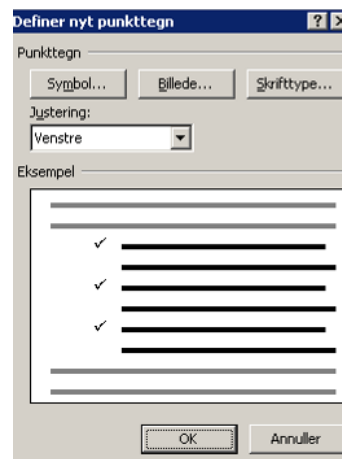 Definer nyt punkttegn
Punkttegn
Symbol... Billede... Skrifttype...
Justering:
Venstre
Eksempel
OK Annuller